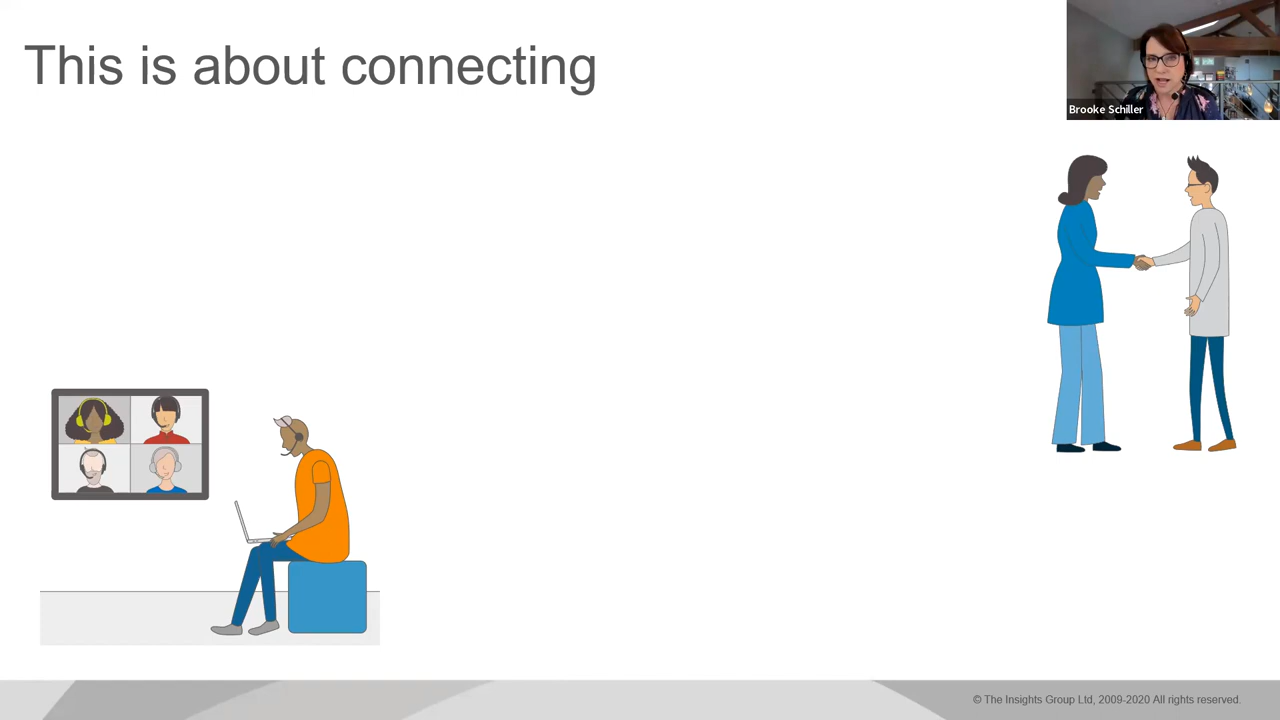 This is about connecting
Brooke Schiller
© The Insights Group Ltd, 2009-2020 All rights reserved.